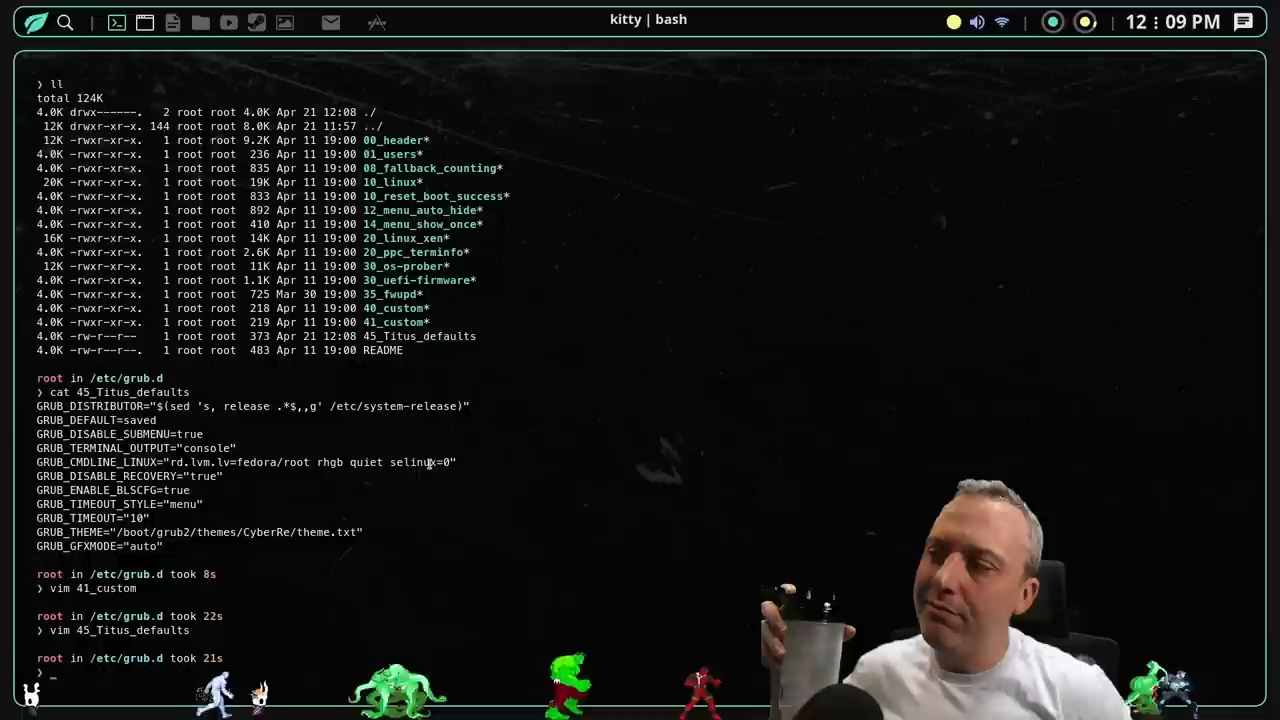 kitty | bash
12 : 09 PM
❯ ll
total 124K
4.0K drwx------.   2 root root 4.0K Apr 21 12:08 ./
12K drwxr-xr-x. 144 root root 8.0K Apr 21 11:57 ../
12K -rwxr-xr-x.   1 root root 9.2K Apr 11 19:00 00_header*
4.0K -rwxr-xr-x.   1 root root  236 Apr 11 19:00 01_users*
4.0K -rwxr-xr-x.   1 root root  835 Apr 11 19:00 08_fallback_counting*
20K -rwxr-xr-x.   1 root root  19K Apr 11 19:00 10_linux*
4.0K -rwxr-xr-x.   1 root root  833 Apr 11 19:00 10_reset_boot_success*
4.0K -rwxr-xr-x.   1 root root  892 Apr 11 19:00 12_menu_auto_hide*
4.0K -rwxr-xr-x.   1 root root  410 Apr 11 19:00 14_menu_show_once*
16K -rwxr-xr-x.   1 root root  14K Apr 11 19:00 20_linux_xen*
4.0K -rwxr-xr-x.   1 root root 2.6K Apr 11 19:00 20_ppc_terminfo*
12K -rwxr-xr-x.   1 root root  11K Apr 11 19:00 30_os-prober*
4.0K -rwxr-xr-x.   1 root root 1.1K Apr 11 19:00 30_uefi-firmware*
4.0K -rwxr-xr-x.   1 root root  725 Mar 30 19:00 35_fwupd*
4.0K -rwxr-xr-x.   1 root root  218 Apr 11 19:00 40_custom*
4.0K -rwxr-xr-x.   1 root root  219 Apr 11 19:00 41_custom*
4.0K -rw-r--r--    1 root root  373 Apr 21 12:08 45_Titus_defaults
4.0K -rw-r--r--.   1 root root  483 Apr 11 19:00 README
root in /etc/grub.d
❯ cat 45_Titus_defaults
GRUB_DISTRIBUTOR="$(sed 's, release .*$,,g' /etc/system-release)"
GRUB_DEFAULT=saved
GRUB_DISABLE_SUBMENU=true
GRUB_TERMINAL_OUTPUT="console"
GRUB_CMDLINE_LINUX="rd.lvm.lv=fedora/root rhgb quiet selinux=0"
GRUB_DISABLE_RECOVERY="true"
GRUB_ENABLE_BLSCFG=true
GRUB_TIMEOUT_STYLE="menu"
GRUB_TIMEOUT="10"
GRUB_THEME="/boot/grub2/themes/CyberRe/theme.txt"
GRUB_GFXMODE="auto"
root in /etc/grub.d took 8s
❯ vim 41_custom
root in /etc/grub.d took 22s
❯ vim 45_Titus_defaults
root in /etc/grub.d took 21s
❯ _